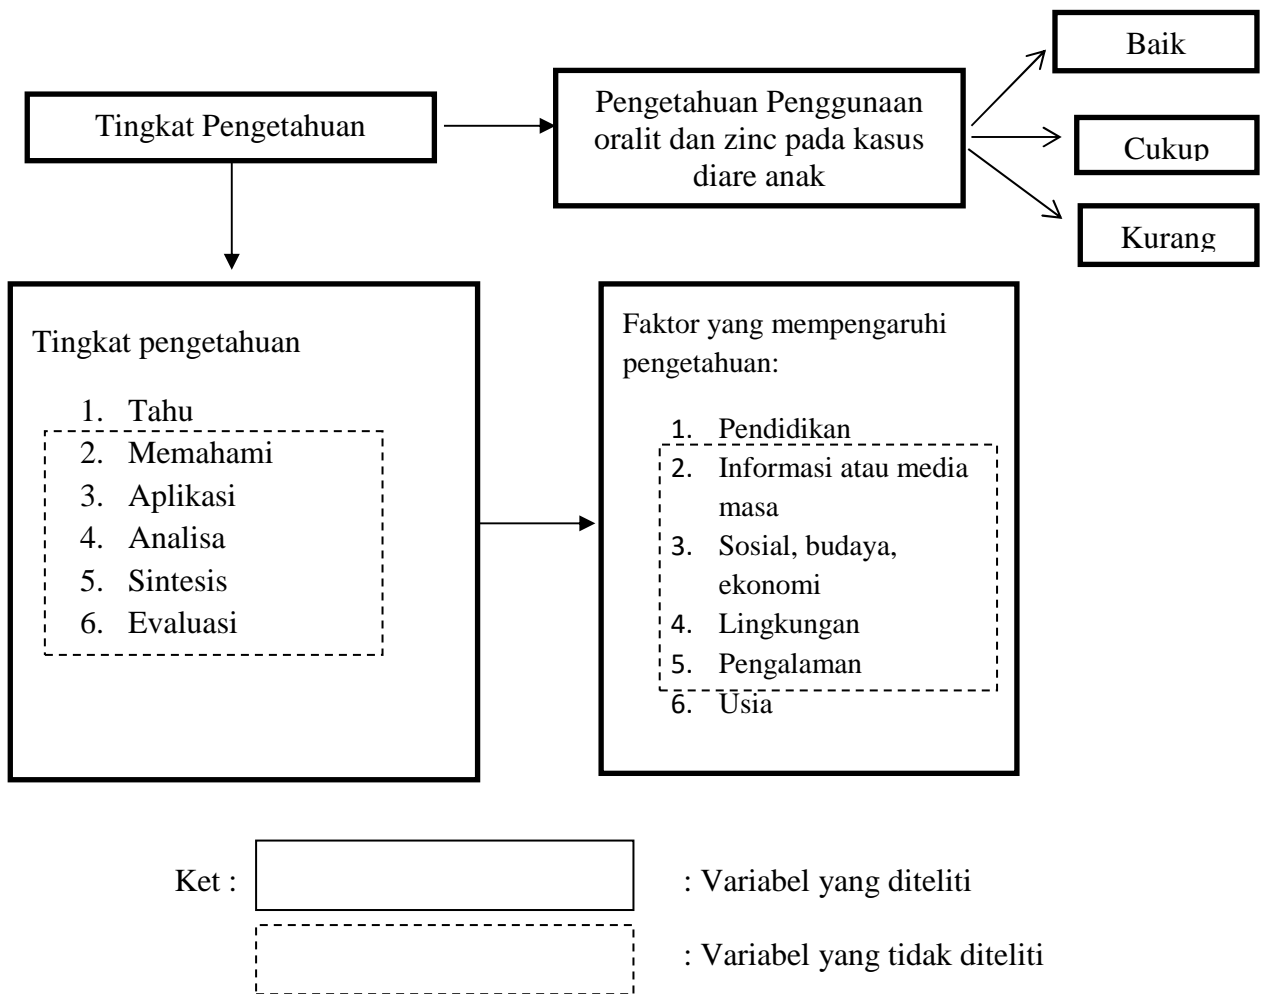 Baik
Tingkat Pengetahuan
Pengetahuan Penggunaan
oralit dan zinc pada kasus
diare anak
Cukup
Kurang
Tingkat pengetahuan
1. Tahu
2. Memahami
3. Aplikasi
4. Analisa
5. Sintesis
6. Evaluasi
Faktor yang mempengaruhi
pengetahuan:
1. Pendidikan
2. Informasi atau media
masa
3. Sosial, budaya,
ekonomi
4. Lingkungan
5. Pengalaman
6. Usia
Ket :
: Variabel yang diteliti
: Variabel yang tidak diteliti